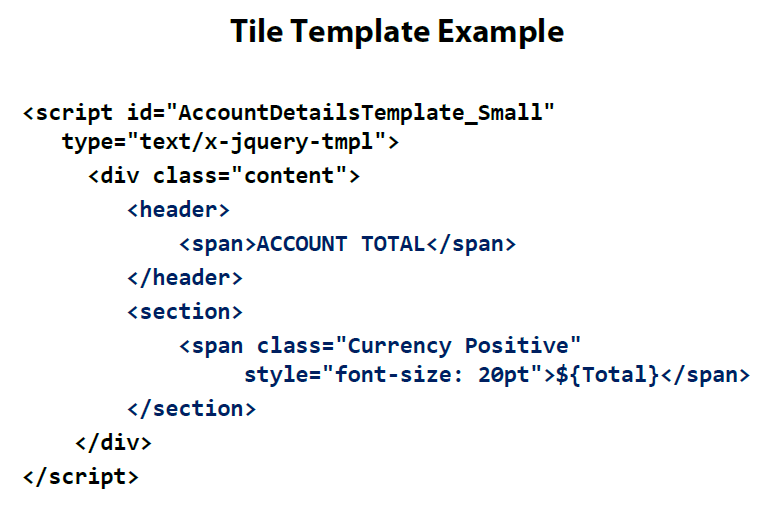 Tile Template Example
<script id="AccountDetailsTemplate_Small"
type="text/x-jquery-tmpl">
<div class="content">
<header>
<span>ACCOUNT TOTAL</span>
</header>
<section>
<span class="Currency Positive"
style="font-size: 20pt">${Total}</span>
</section>
</div>
</script>